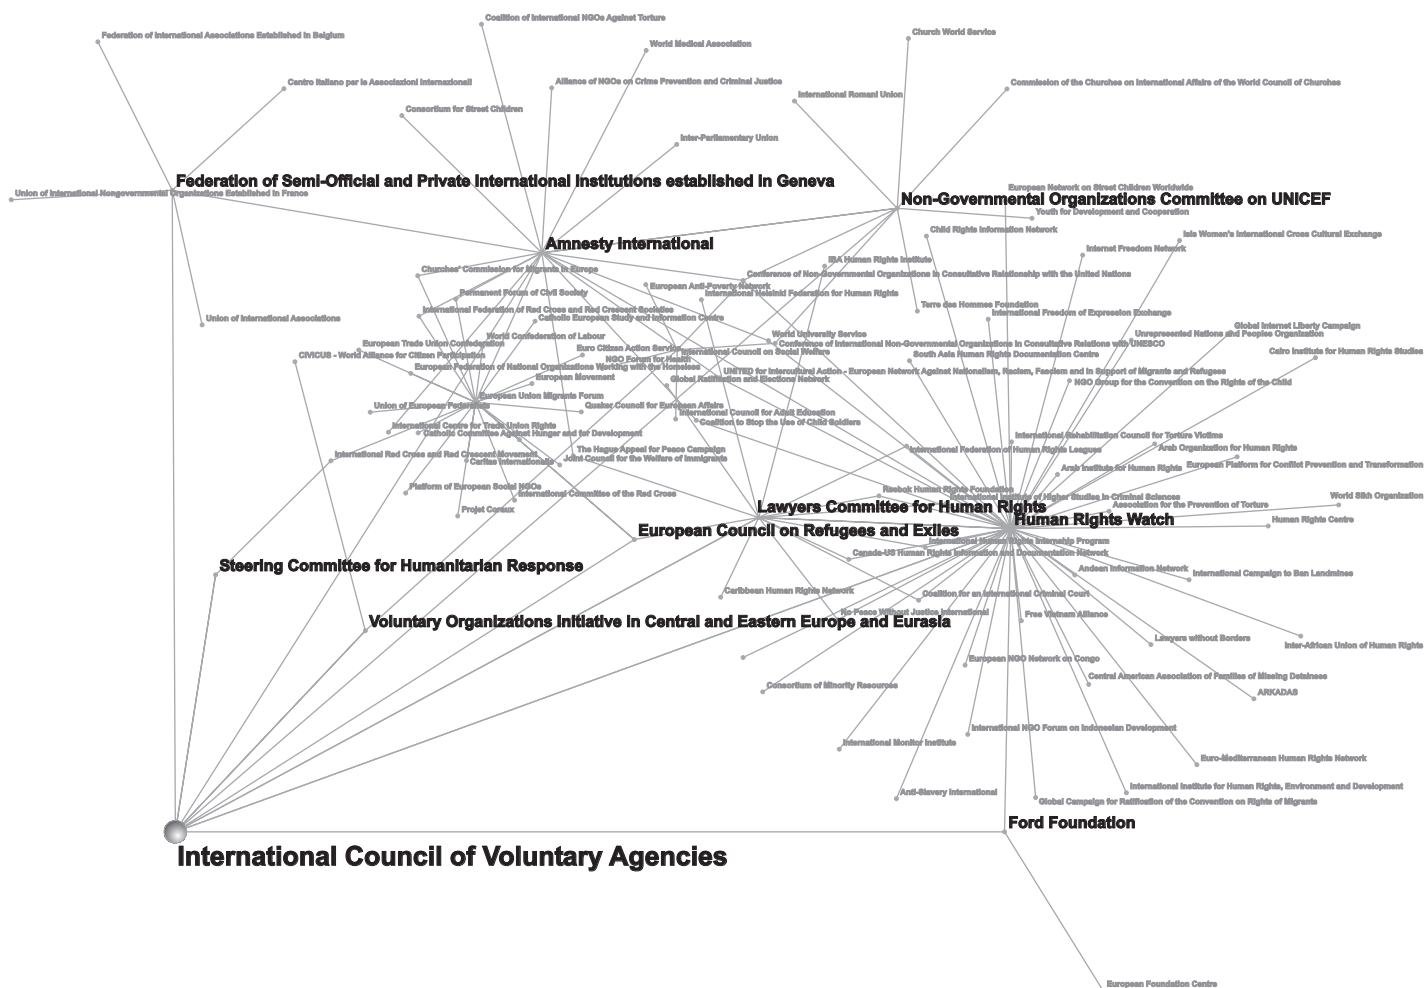 Coalition of International NGOs Against Torture
Church World Service
Federation of International Associations Established in Belgium
World Medical Association
Centro Italiano per le Associazioni Internazionali
Alliance of NGOs on Crime Prevention and Criminal Justice
Commission of the Churches on International Affairs of the World Council of Churches
International Romani Union
Consortium for Street Children
Inter-Parliamentary Union
Federation of Semi-Official and Private International Institutions established in Geneva
European Network on Street Children Worldwide
Union of International Nongovernmental Organizations Established in France
Non-Governmental Organizations Committee on UNICEF
Youth for Development and Cooperation
Child Rights Information Network
Isis Women's International Cross Cultural Exchange
Amnesty International
Internet Freedom Network
IBA Human Rights Institute
Churches' Commission for Migrants in Europe
Conference of Non-Governmental Organizations in Consultative Relationship with the United Nations
European Anti-Poverty Network
Permanent Forum of Civil Society
International Helsinki Federation for Human Rights
Terre des Hommes Foundation
International Federation of Red Cross and Red Crescent Societies
International Freedom of Expression Exchange
Union of International Associations
Catholic European Study and Information Centre
Global Internet Liberty Campaign
World Confederation of Labour
World University Service
Unrepresented Nations and Peoples Organization
European Trade Union Confederation
Conference of International Non-Governmental Organizations in Consultative Relations with UNESCO
Euro Citizen Action Service
International Council on Social Welfare
Cairo Institute for Human Rights Studies
CIVICUS - World Alliance for Citizen Participation
NGO Forum for Health
South Asia Human Rights Documentation Centre
European Federation of National Organizations Working with the Homeless
UNITED for Intercultural Action - European Network Against Nationalism, Racism, Fascism and in Support of Migrants and Refugees
European Movement
Global Ratification and Elections Network
NGO Group for the Convention on the Rights of the Child
European Union Migrants Forum
Union of European Federalists
Quaker Council for European Affairs
International Council for Adult Education
Coalition to Stop the Use of Child Soldiers
International Centre for Trade Union Rights
Catholic Committee Against Hunger and for Development
International Rehabilitation Council for Torture Victims
The Hague Appeal for Peace Campaign
International Federation of Human Rights Leagues
Arab Organization for Human Rights
International Red Cross and Red Crescent Movement
Caritas Internationalis
Joint Council for the Welfare of Immigrants
Arab Institute for Human Rights
European Platform for Conflict Prevention and Transformation
Platform of European Social NGOs
International Committee of the Red Cross
Reebok Human Rights Foundation
International Institute of Higher Studies in Criminal Sciences
World Sikh Organization
Projet Coraux
Lawyers Committee for Human Rights
Association for the Prevention of Torture
Human Rights Watch
Human Rights Centre
European Council on Refugees and Exiles
International Human Rights Internship Program
Canada-US Human Rights Information and Documentation Network
Steering Committee for Humanitarian Response
Andean Information Network
International Campaign to Ban Landmines
Caribbean Human Rights Network
Coalition for an International Criminal Court
No Peace Without Justice International
Free Vietnam Alliance
Voluntary Organizations Initiative in Central and Eastern Europe and Eurasia
Lawyers without Borders
Inter-African Union of Human Rights
European NGO Network on Congo
Central American Association of Families of Missing Detainess
Consortium of Minority Resources
ARKADAS
International NGO Forum on Indonesian Development
International Monitor Institute
Euro-Mediterranean Human Rights Network
International Institute for Human Rights, Environment and Development
Anti-Slavery International
Global Campaign for Ratification of the Convention on Rights of Migrants
Ford Foundation
International Council of Voluntary Agencies
European Foundation Centre